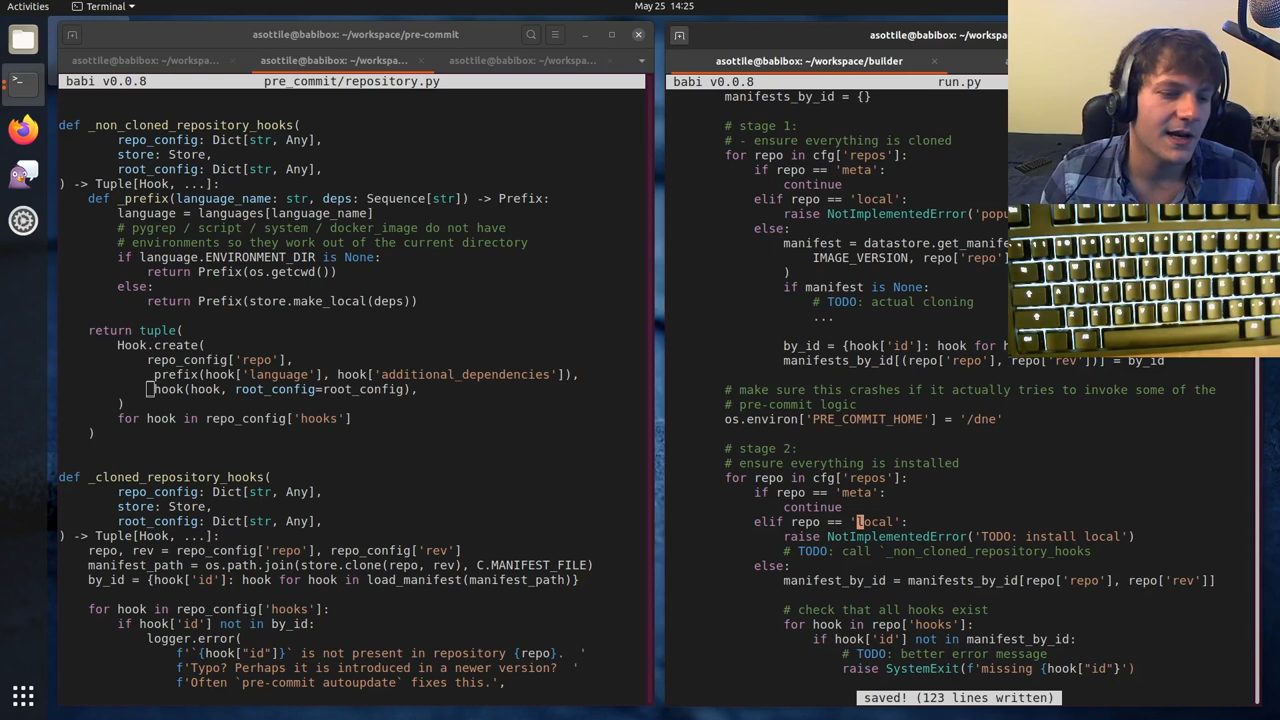 Activities
Terminal
May 25 14:25
asottile@babibox: ~/workspace/pre-commit
asottile@babibox: ~/workspa...
asottile@babibox: ~/workspa...
asottile@babibox: ~/workspa...
babi v0.0.8
pre_commit/repository.py
def _non_cloned_repository_hooks(
repo_config: Dict[str, Any],
store: Store,
root_config: Dict[str, Any],
) -> Tuple[Hook, ...]:
def _prefix(language_name: str, deps: Sequence[str]) -> Prefix:
language = languages[language_name]
# pygrep / script / system / docker_image do not have
# environments so they work out of the current directory
if language.ENVIRONMENT_DIR is None:
return Prefix(os.getcwd())
else:
return Prefix(store.make_local(deps))
return tuple(
Hook.create(
repo_config['repo'],
_prefix(hook['language'], hook['additional_dependencies']),
_hook(hook, root_config=root_config),
)
for hook in repo_config['hooks']
)
def _cloned_repository_hooks(
repo_config: Dict[str, Any],
store: Store,
root_config: Dict[str, Any],
) -> Tuple[Hook, ...]:
repo, rev = repo_config['repo'], repo_config['rev']
manifest_path = os.path.join(store.clone(repo, rev), C.MANIFEST_FILE)
by_id = {hook['id']: hook for hook in load_manifest(manifest_path)}
for hook in repo_config['hooks']:
if hook['id'] not in by_id:
logger.error(
f'`{hook["id"]}` is not present in repository {repo}.  '
f'Typo? Perhaps it is introduced in a newer version?  '
f'Often `pre-commit autoupdate` fixes this.',
asottile@babibox: ~/works
asottile@babibox: ~/workspace/builder
babi v0.0.8
run.py
manifests_by_id = {}
# stage 1:
# - ensure everything is cloned
for repo in cfg['repos']:
if repo == 'meta':
continue
elif repo == 'local':
raise NotImplementedError('popu
else:
manifest = datastore.get_manife
IMAGE_VERSION, repo['repo']
)
if manifest is None:
# TODO: actual cloning
...
by_id = {hook['id']: hook for h
manifests_by_id[(repo['repo'], repo['rev'])] = by_id
# make sure this crashes if it actually tries to invoke some of the
# pre-commit logic
os.environ['PRE_COMMIT_HOME'] = '/dne'
# stage 2:
# ensure everything is installed
for repo in cfg['repos']:
if repo == 'meta':
continue
elif repo == 'local':
raise NotImplementedError('TODO: install local')
# TODO: call `_non_cloned_repository_hooks
else:
manifest_by_id = manifests_by_id[repo['repo'], repo['rev']]
# check that all hooks exist
for hook in repo['hooks']:
if hook['id'] not in manifest_by_id:
# TODO: better error message
raise SystemExit(f'missing {hook["id"}')
saved! (123 lines written)